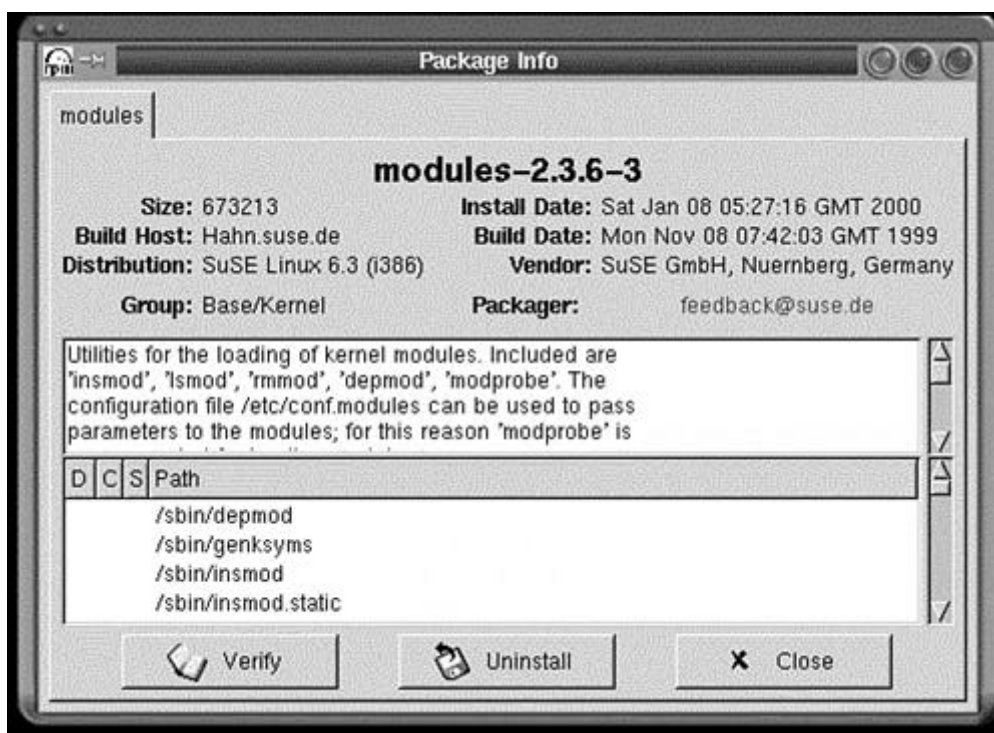 Package Info
modules
modules-2.3.6-3
Size: 673213 Install Date: Sat Jan 08 05:27:16 GMT 2000
Build Host: Hahn.suse.de Build Date: Mon Nov 08 07:42:03 GMT 1999
Distribution: SuSE Linux 6.3 (i386) Vendor: SuSE GmbH, Nuernberg, Germany
Group: Base/Kernel Packager: feedback@suse.de
Utilities for the loading of kernel modules. Included are
'insmod', 'lsmod', 'rmmod', 'depmod', 'modprobe'. The
configuration file /etc/conf.modules can be used to pass
parameters to the modules; for this reason 'modprobe' is
D C S Path
/sbin/depmod
/sbin/genksyms
/sbin/insmod
/sbin/insmod.static
Verify Uninstall Close